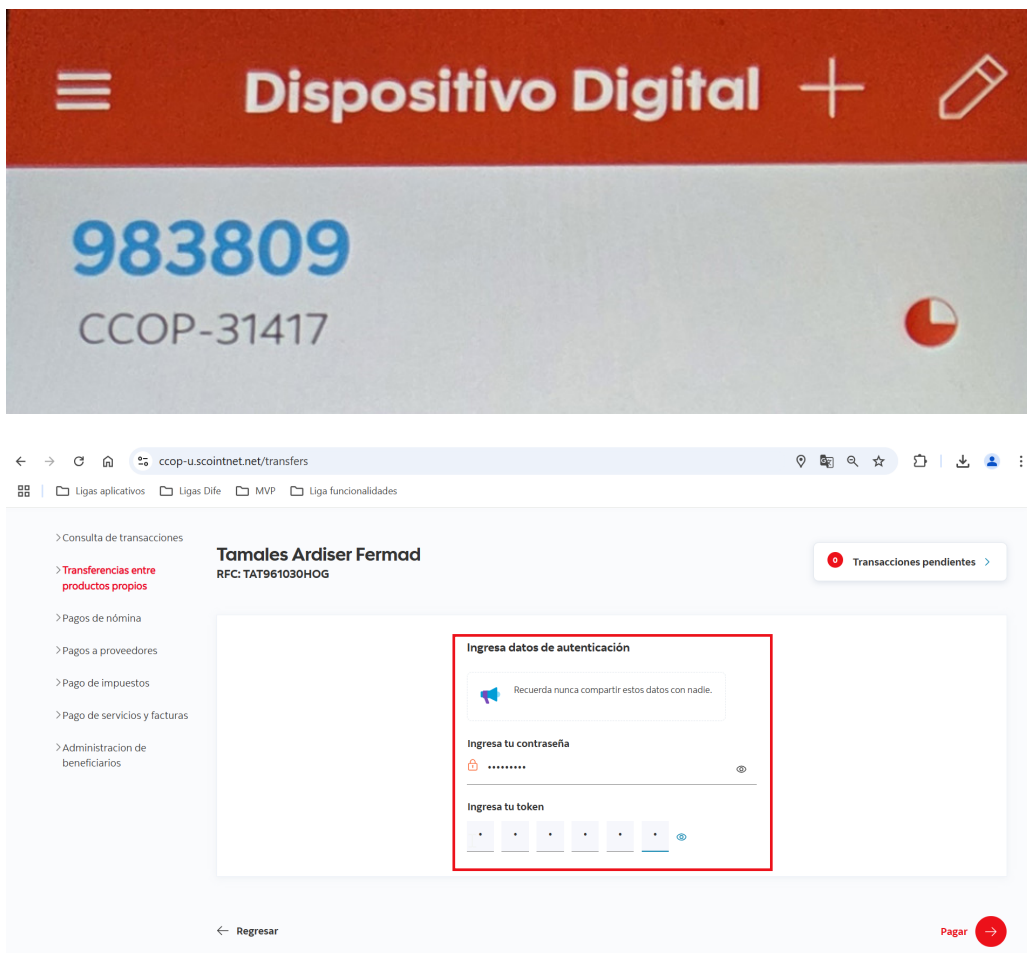 Dispositivo Digital
983809
CCOP-31417
ccop-u.scointnet.net/transfers
Ligas aplicativos Ligas Dife MVP Liga funcionalidades
Consulta de transacciones
Transferencias entre
productos propios
Pagos de nómina
Pagos a proveedores
Pago de impuestos
Pago de servicios y facturas
Administracion de
beneficiarios
Tamales Ardiser Fermad
RFC: TAT961030HOG
0 Transacciones pendientes
Ingresa datos de autenticación
Recuerda nunca compartir estos datos con nadie.
Ingresa tu contraseña
•••••••••
Ingresa tu token
• • • • • •
Regresar
Pagar